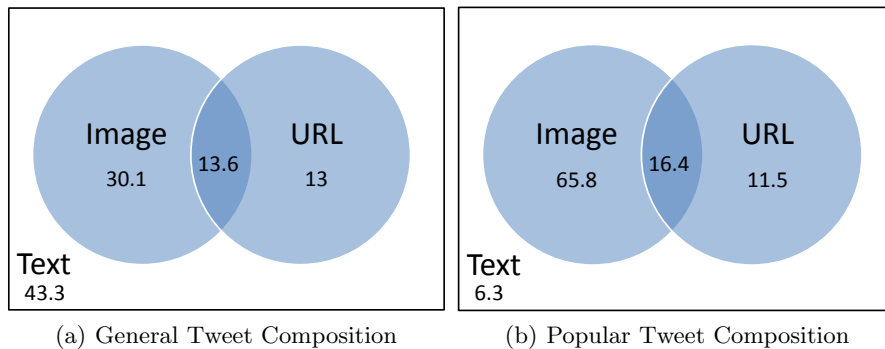 Image
30.1
13.6
URL
13
Text
43.3
(a) General Tweet Composition
Image
65.8
16.4
URL
11.5
Text
6.3
(b) Popular Tweet Composition